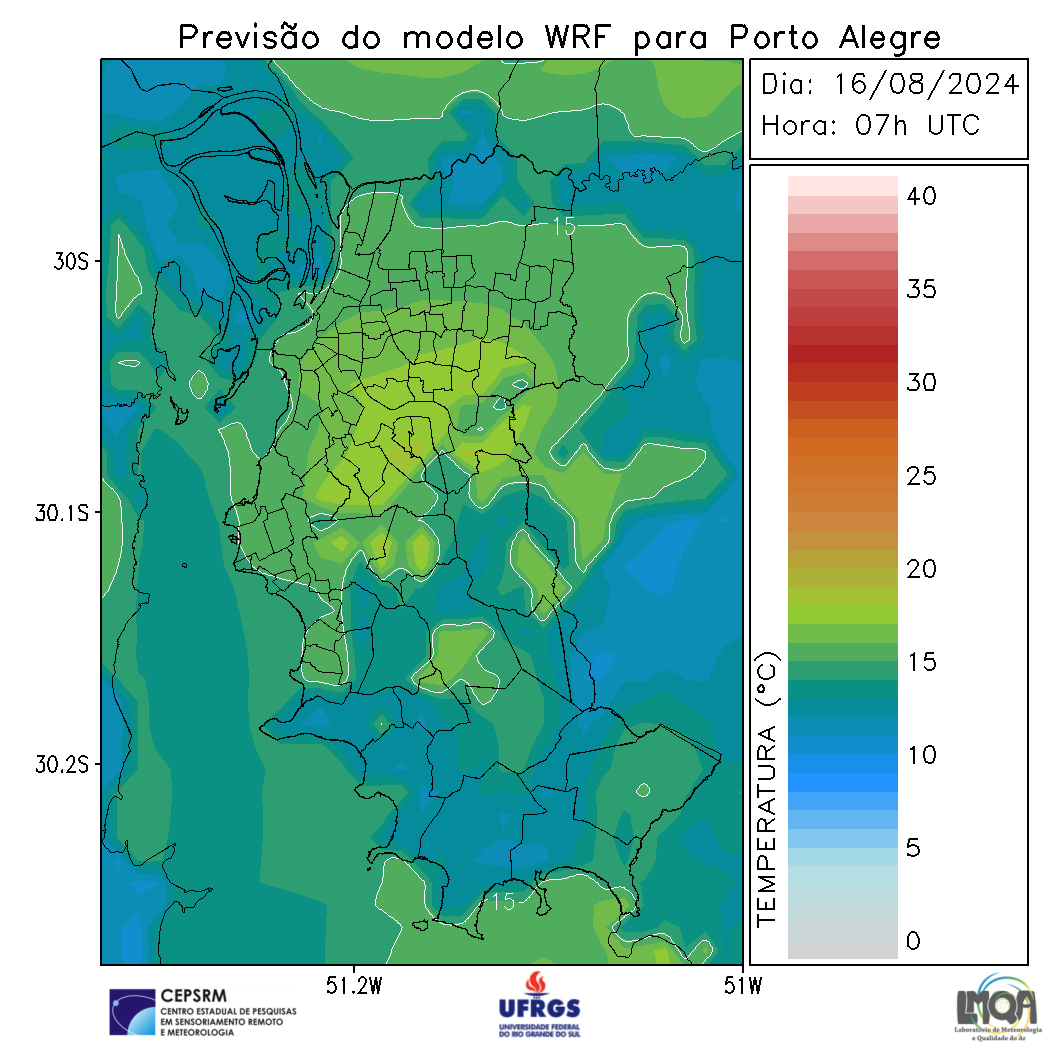 Previsão do modelo WRF para Porto Alegre
Dia: 16/08/2024
Hora: 07h UTC
40
35
30
25
20
15
10
5
0
TEMPERATURA (°C)
30S
30.1S
30.2S
51.2W
51W
15
15
CEPSRM
CENTRO ESTADUAL DE PESQUISAS
EM SENSORIAMENTO REMOTO
E METEOROLOGIA
UFRGS
UNIVERSIDADE FEDERAL
DO RIO GRANDE DO SUL
LMQA
Laboratório de Meteorologia
e Qualidade do Ar